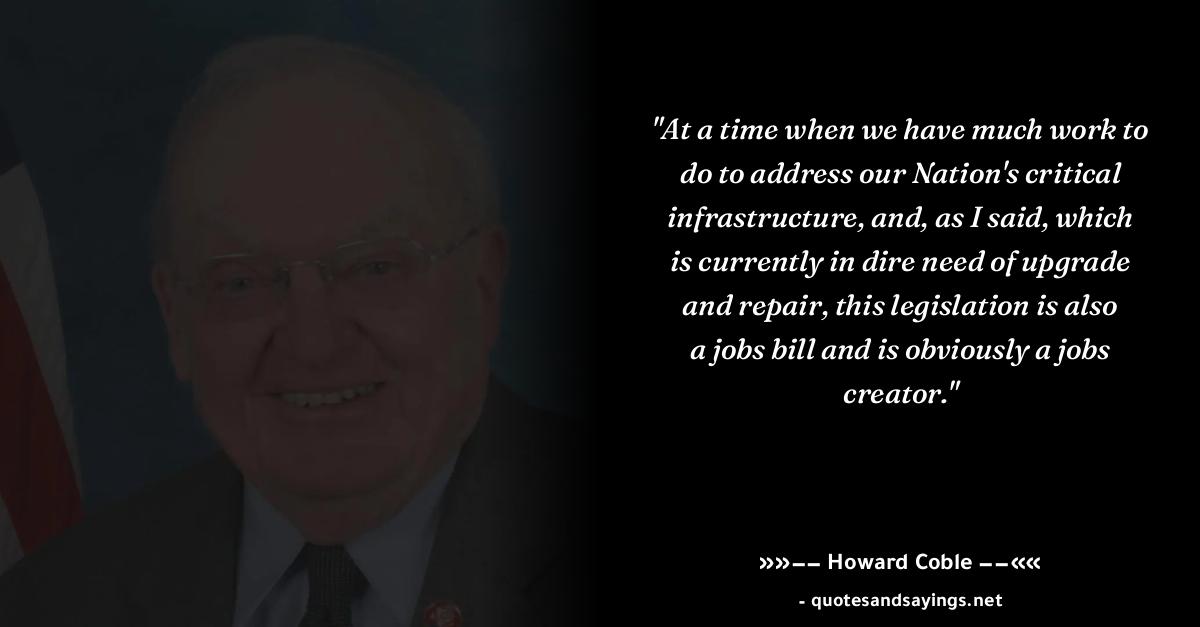 "At a time when we have much work to
do to address our Nation's critical
infrastructure, and, as I said, which
is currently in dire need of upgrade
and repair, this legislation is also
a jobs bill and is obviously a jobs
creator."
»»−− Howard Coble −−««
- quotesandsayings.net